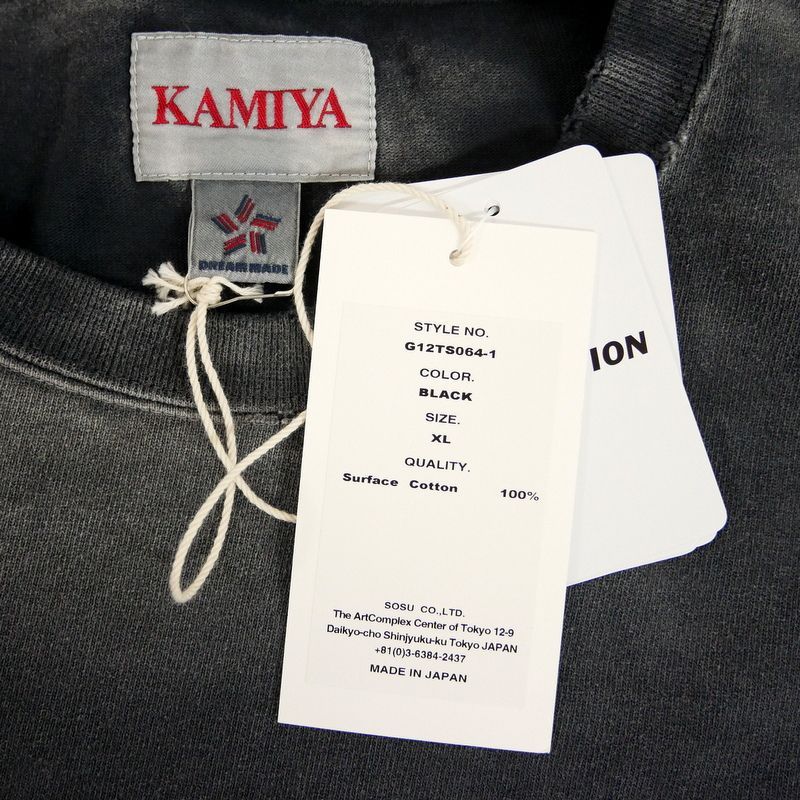 KAMIYA
DREAM MADE
STYLE NO.
G12TS064-1
COLOR.
BLACK
SIZE.
XL
QUALITY.
Surface Cotton 100%
SOSU CO.,LTD.
The ArtComplex Center of Tokyo 12-9
Daikyo-cho Shinjyuku-ku Tokyo JAPAN
+81(0)3-6384-2437
MADE IN JAPAN
ION